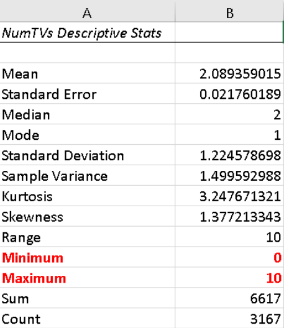 A B
NumTVs Descriptive Stats
Mean 2.089359015
Standard Error 0.021760189
Median 2
Mode 1
Standard Deviation 1.224578698
Sample Variance 1.499592988
Kurtosis 3.247671321
Skewness 1.377213343
Range 10
Minimum 0
Maximum 10
Sum 6617
Count 3167